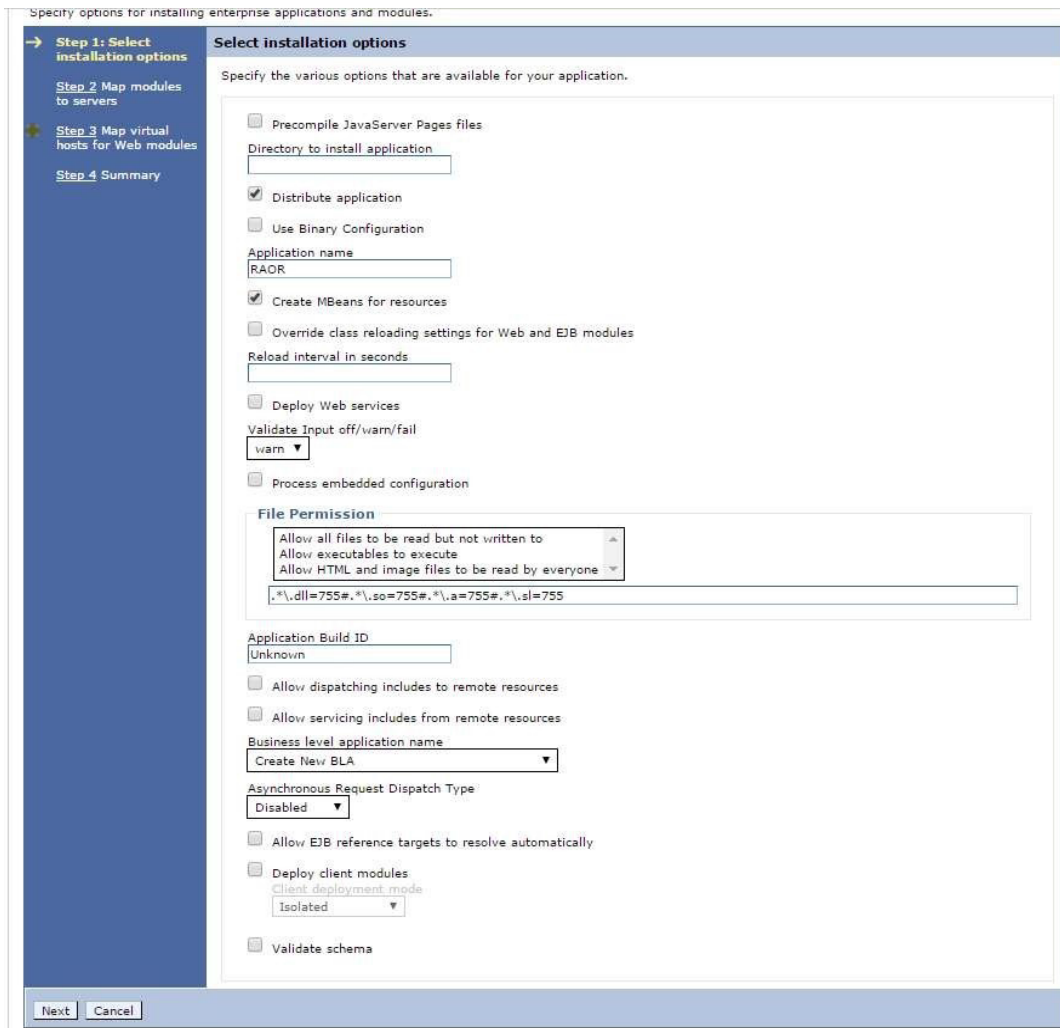 Specify options for installing enterprise applications and modules.
Step 1: Select
installation options
Step 2 Map modules
to servers
Step 3 Map virtual
hosts for Web modules
Step 4 Summary
Select installation options
Specify the various options that are available for your application.
Precompile JavaServer Pages files
Directory to install application
Distribute application
Use Binary Configuration
Application name
RAOR
Create MBeans for resources
Override class reloading settings for Web and EJB modules
Reload interval in seconds
Deploy Web services
Validate Input off/warn/fail
warn
Process embedded configuration
File Permission
Allow all files to be read but not written to
Allow executables to execute
Allow HTML and image files to be read by everyone
.*\.dll=755#.*\.so=755#.*\.a=755#.*\.sl=755
Application Build ID
Unknown
Allow dispatching includes to remote resources
Allow servicing includes from remote resources
Business level application name
Create New BLA
Asynchronous Request Dispatch Type
Disabled
Allow EJB reference targets to resolve automatically
Deploy client modules
Client deployment mode
Isolated
Validate schema
Next Cancel